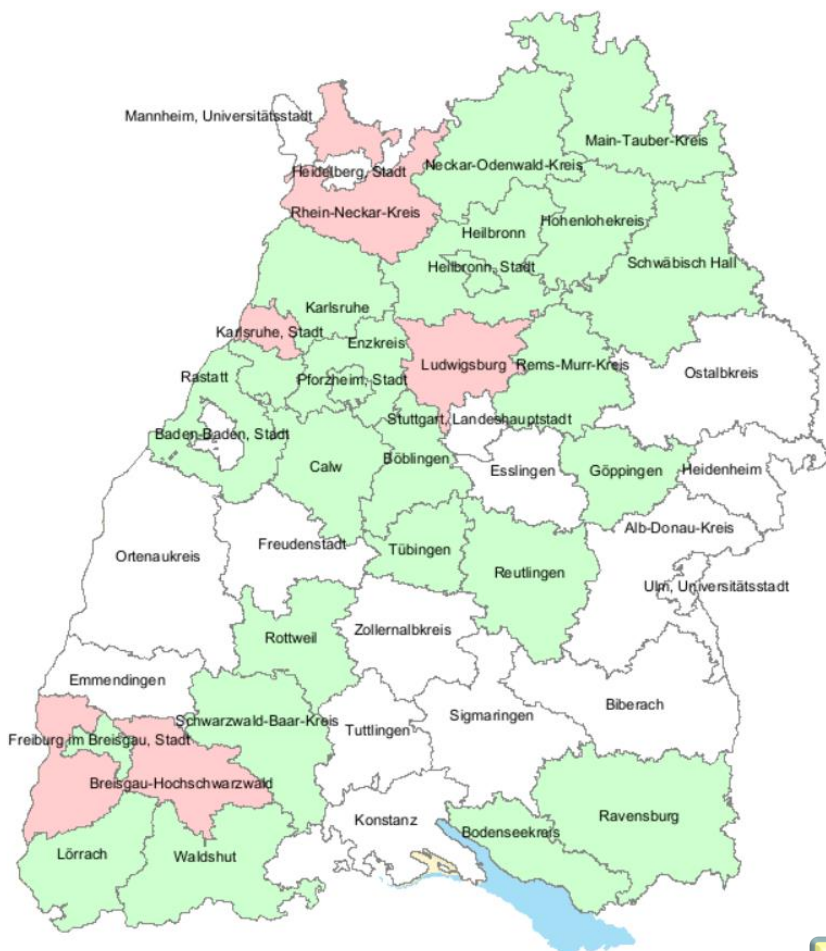 Mannheim, Universitätsstadt
Main-Tauber-Kreis
Neckar-Odenwald-Kreis
Heidelberg, Stadt
Rhein-Neckar-Kreis
Hohenlohekreis
Heilbronn
Schwäbisch Hall
Heilbronn, Stadt
Karlsruhe
Karlsruhe, Stadt
Enzkreis
Ludwigsburg
Rems-Murr-Kreis
Ostalbkreis
Rastatt
Pforzheim, Stadt
Stuttgart, Landeshauptstadt
Baden-Baden, Stadt
Böblingen
Calw
Esslingen
Göppingen
Heidenheim
Alb-Donau-Kreis
Freudenstadt
Tübingen
Ortenaukreis
Reutlingen
Ulm, Universitätsstadt
Zollernalbkreis
Rottweil
Emmendingen
Biberach
Sigmaringen
Schwarzwald-Baar-Kreis
Tuttlingen
Freiburg im Breisgau, Stadt
Breisgau-Hochschwarzwald
Ravensburg
Konstanz
Bodenseekreis
Lörrach
Waldshut